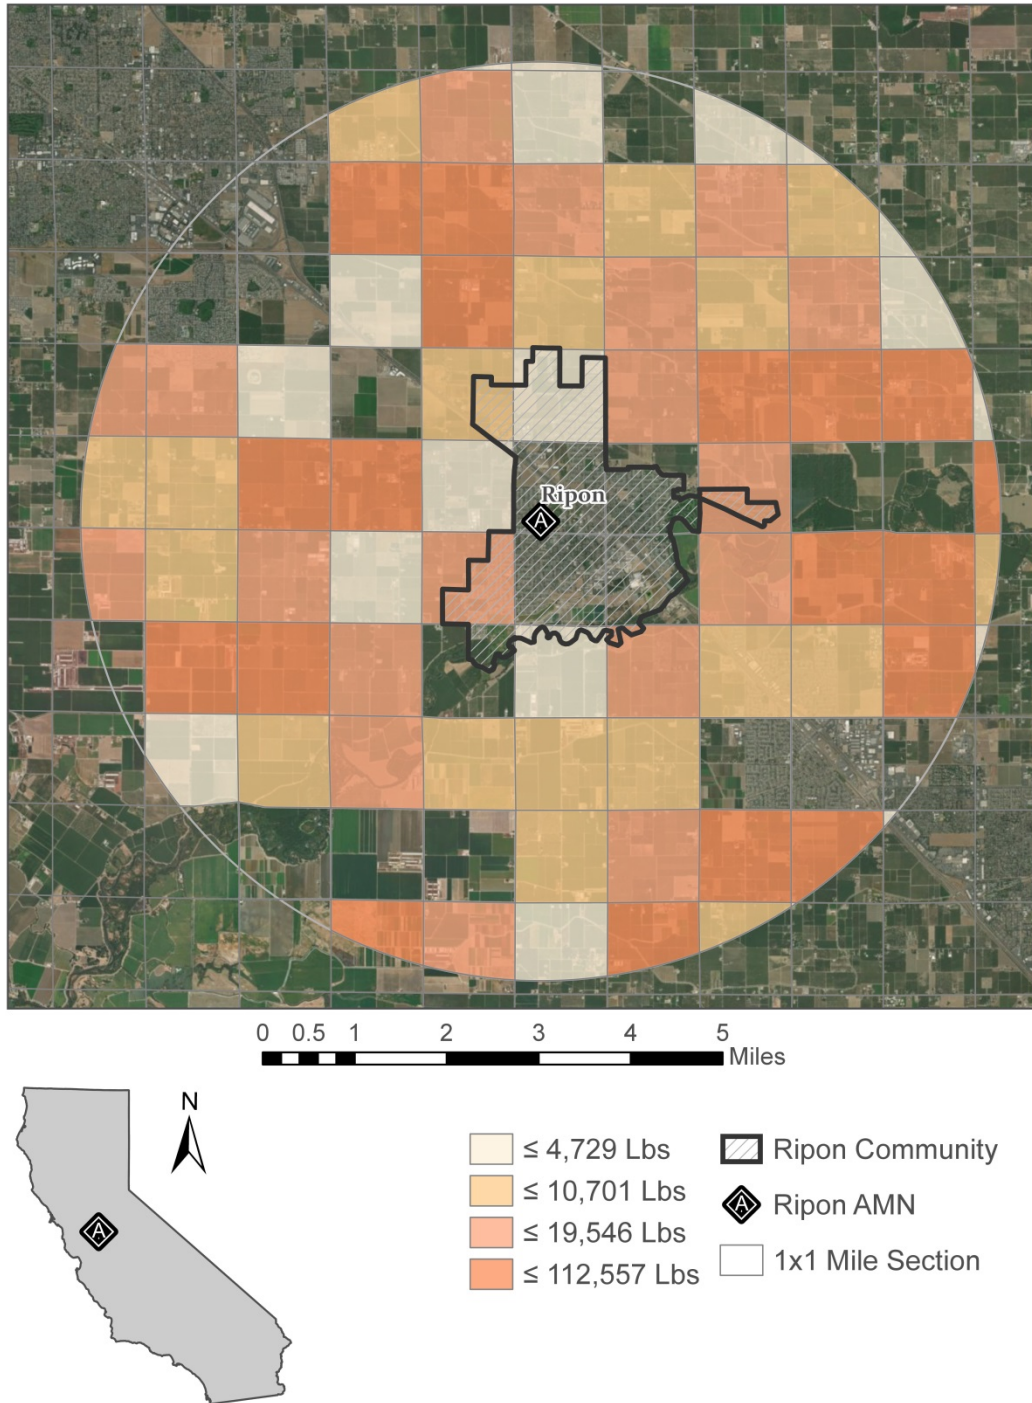 Ripon
A
0 0.5 1 2 3 4 5 Miles
N
A
≤ 4,729 Lbs
≤ 10,701 Lbs
≤ 19,546 Lbs
≤ 112,557 Lbs
Ripon Community
A Ripon AMN
1x1 Mile Section